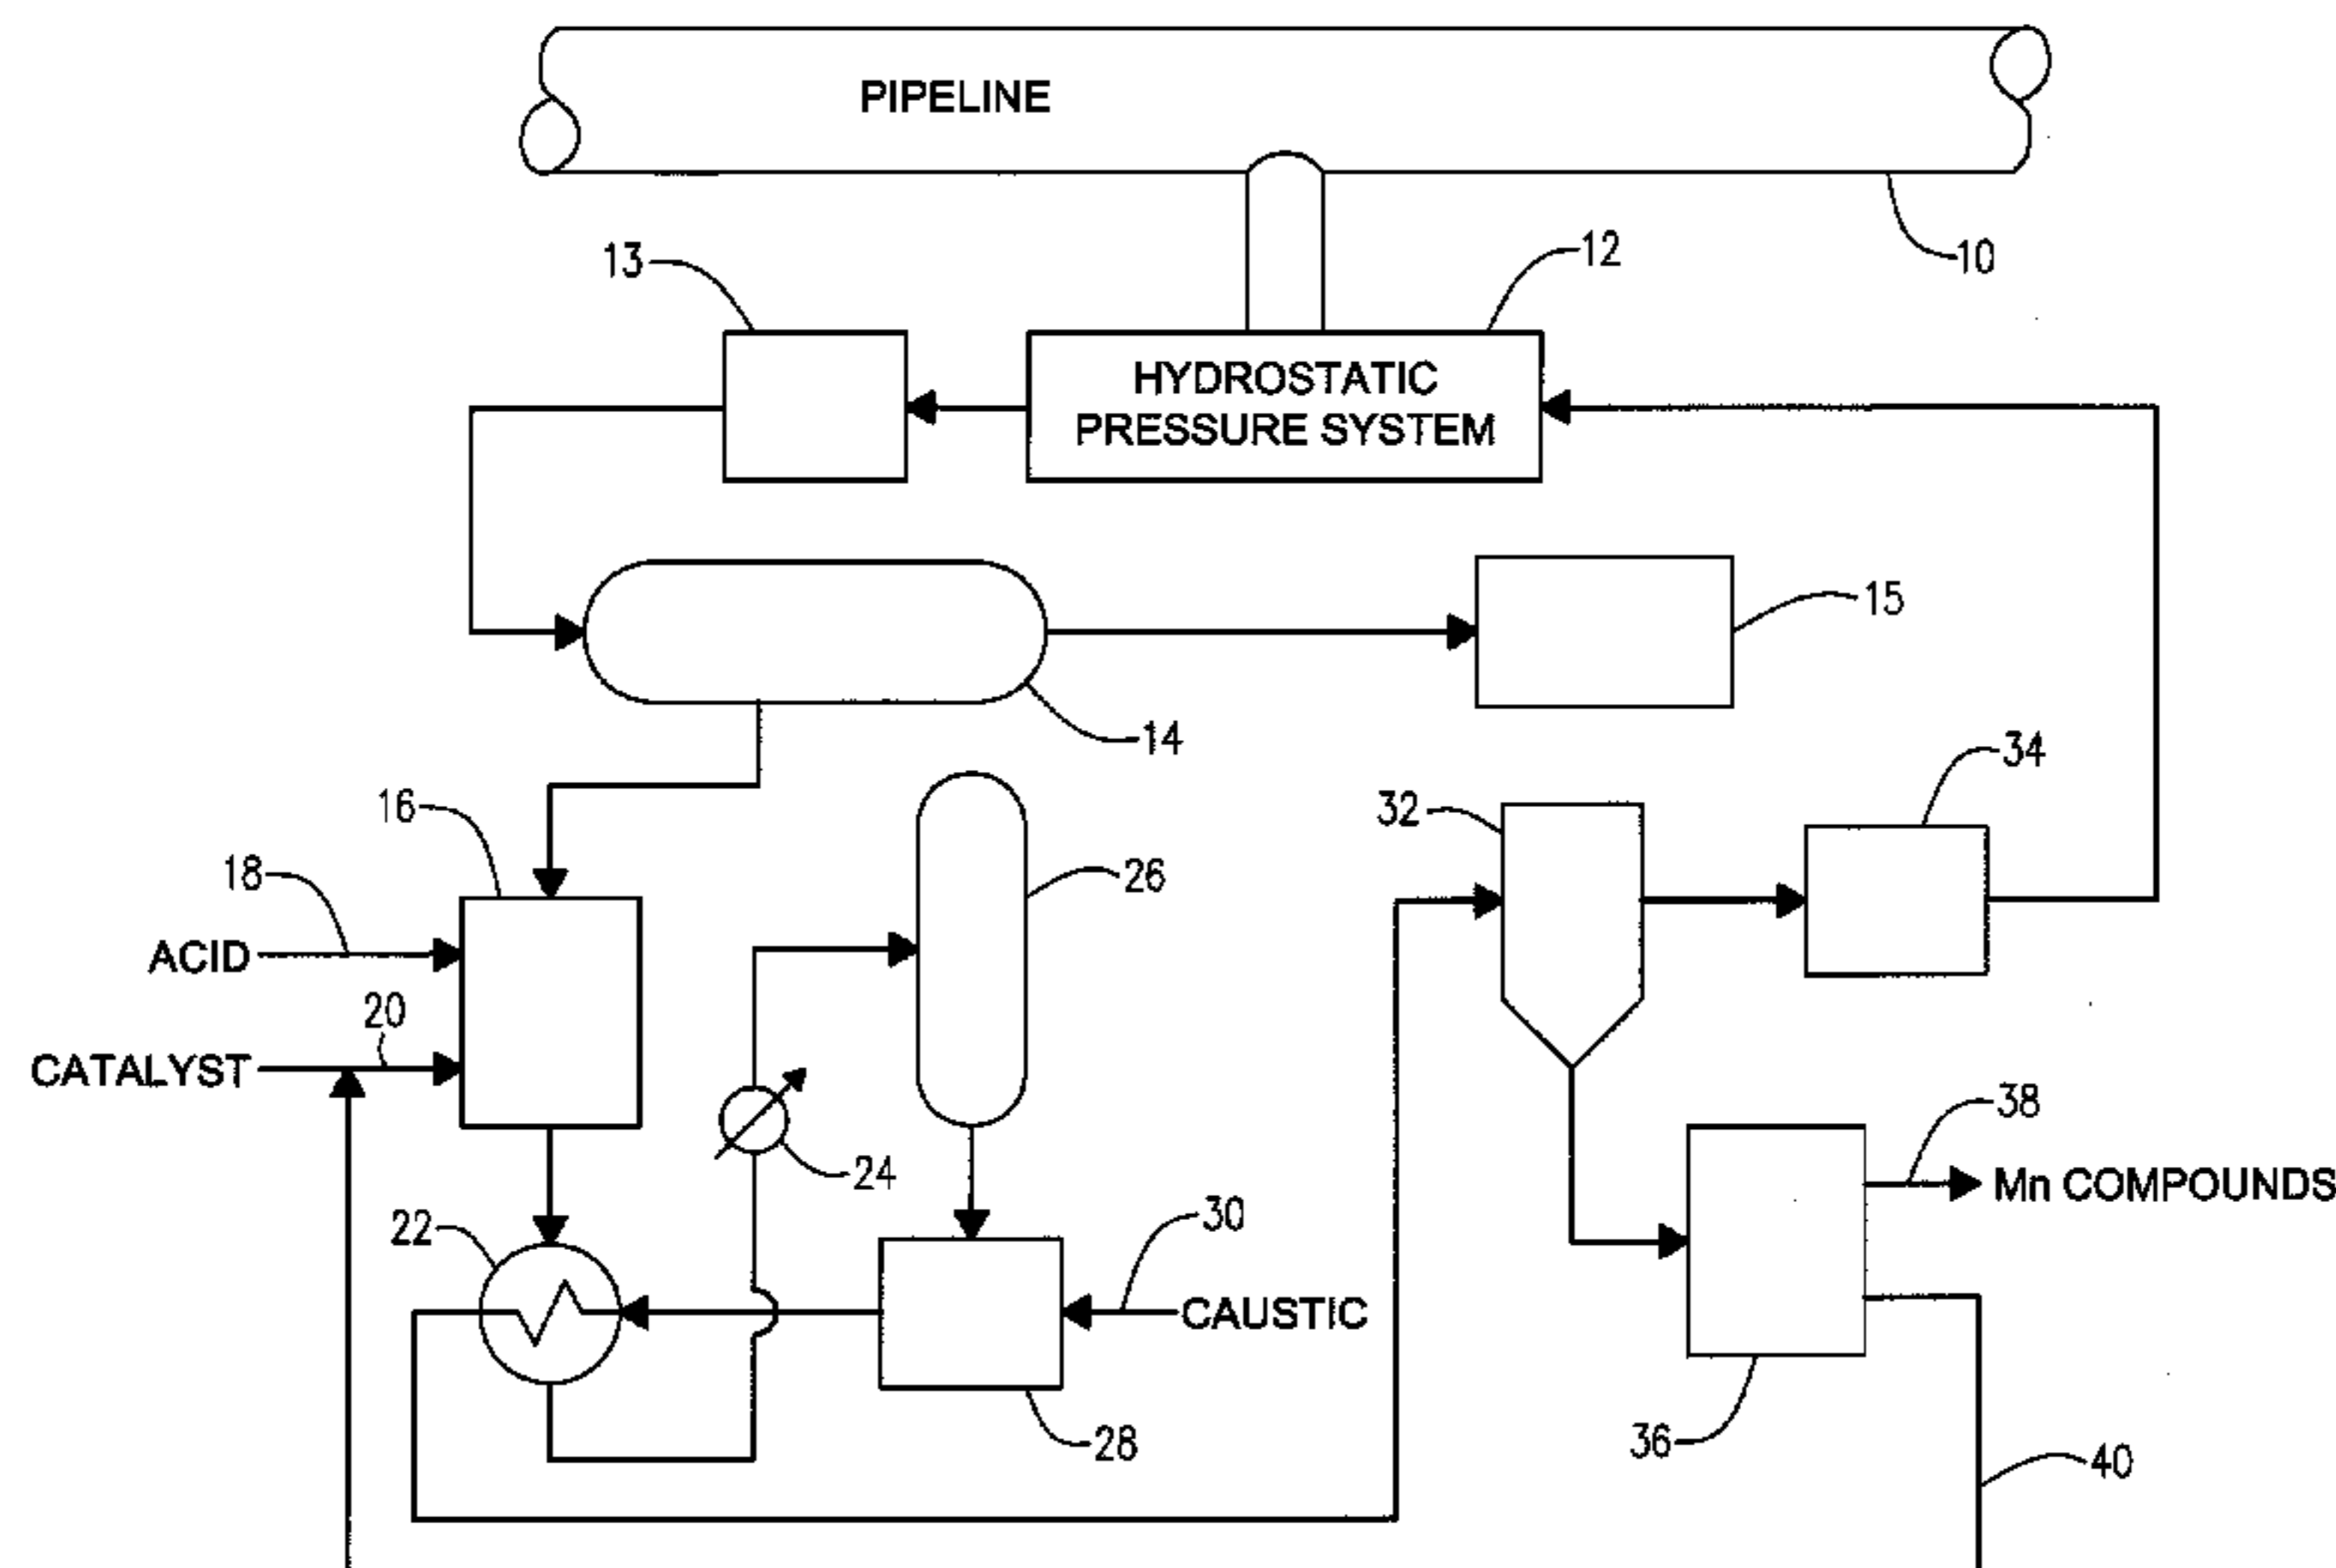 PIPELINE
10
12
13
HYDROSTATIC
PRESSURE SYSTEM
15
14
34
16
32
26
18
ACID
20
CATALYST
38
24
Mn COMPOUNDS
22
30
CAUSTIC
28
36
40